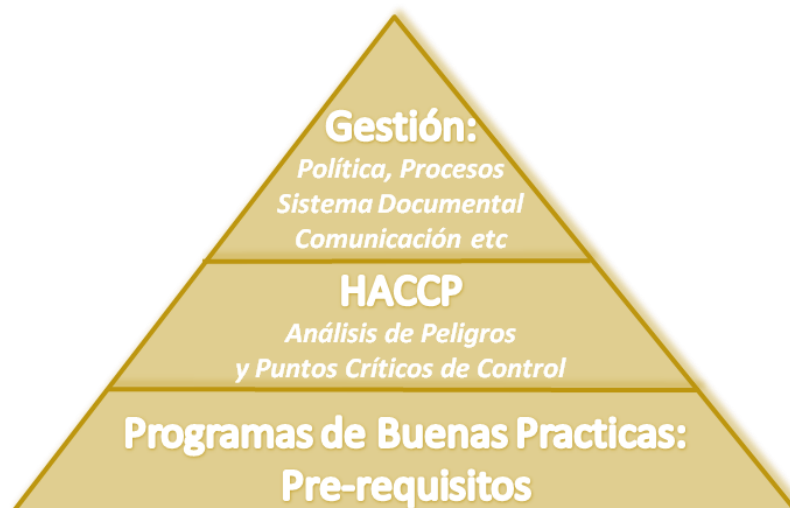 Gestión:
Política, Procesos
Sistema Documental
Comunicación etc
HACCP
Análisis de Peligros
y Puntos Críticos de Control
Programas de Buenas Practicas:
Pre-requisitos